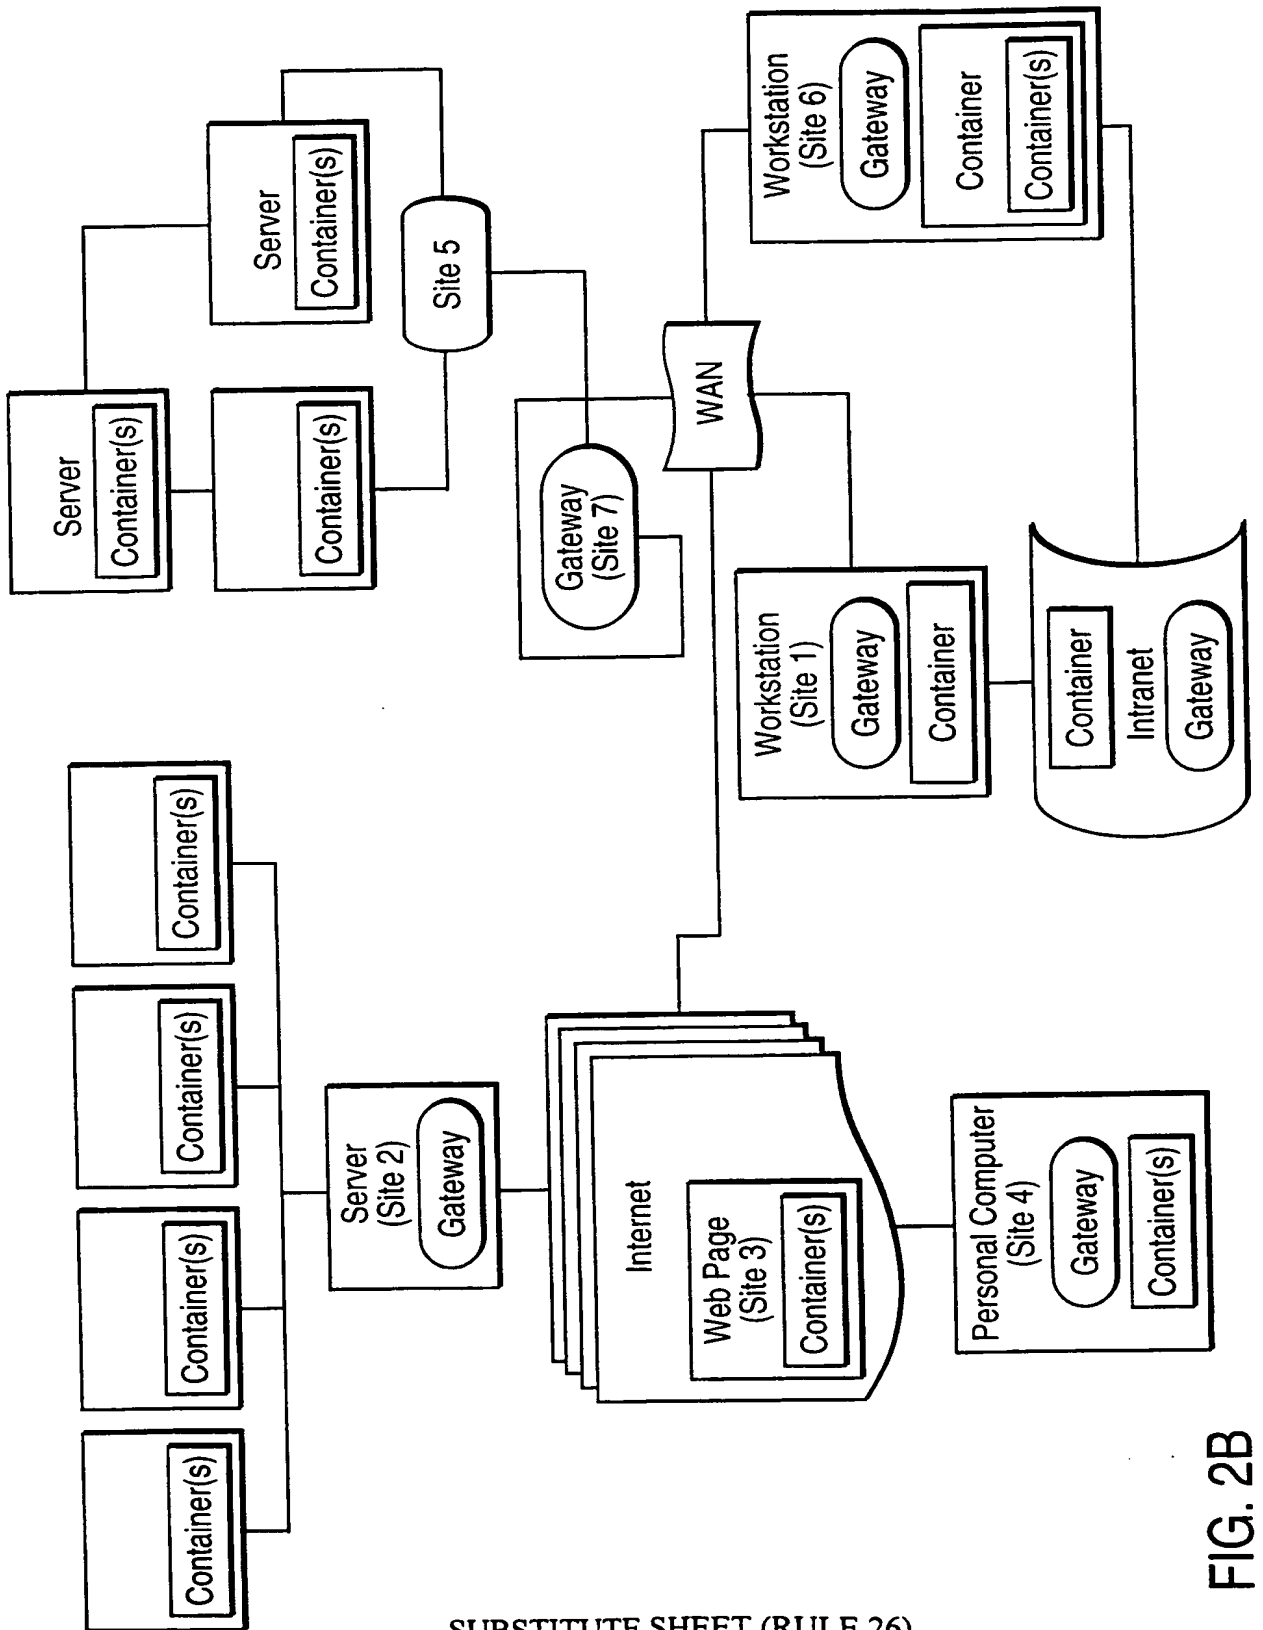 Container(s)
Container(s)
Container(s)
Container(s)
Server
(Site 2)
Gateway
Internet
Web Page
(Site 3)
Container(s)
Personal Computer
(Site 4)
Gateway
Container(s)
Server
Container(s)
Container(s)
Server
Container(s)
Site 5
Gateway
(Site 7)
WAN
Workstation
(Site 1)
Gateway
Container
Workstation
(Site 6)
Gateway
Container
Container(s)
Container
Intranet
Gateway
FIG. 2B
SUBSTITUTE SHEET (RULE 26)